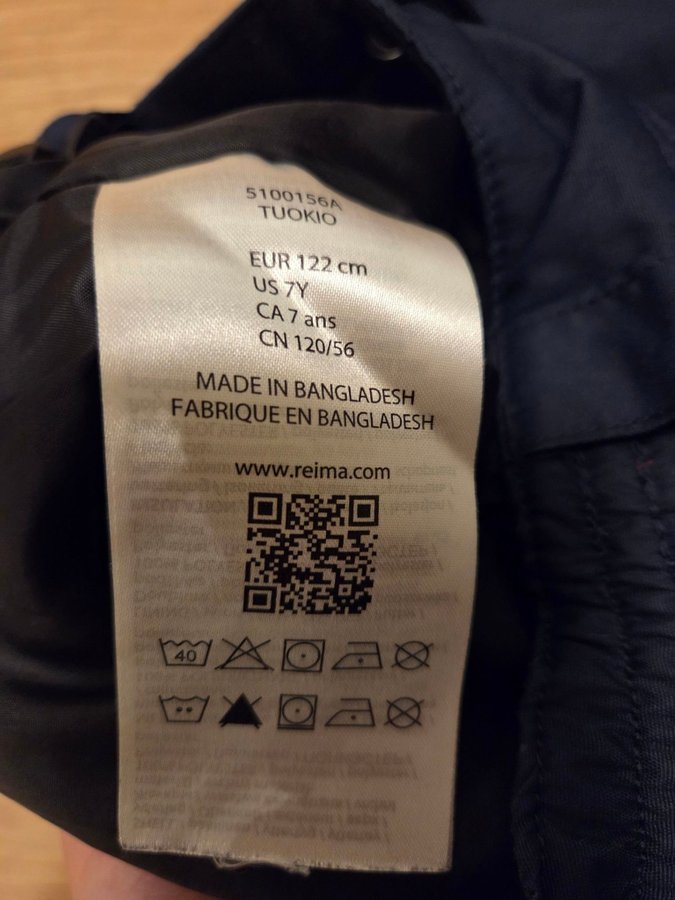 5100156A
TUOKIO
EUR 122 cm
US 7Y
CA 7 ans
CN 120/56
MADE IN BANGLADESH
FABRIQUE EN BANGLADESH
www.reima.com
40